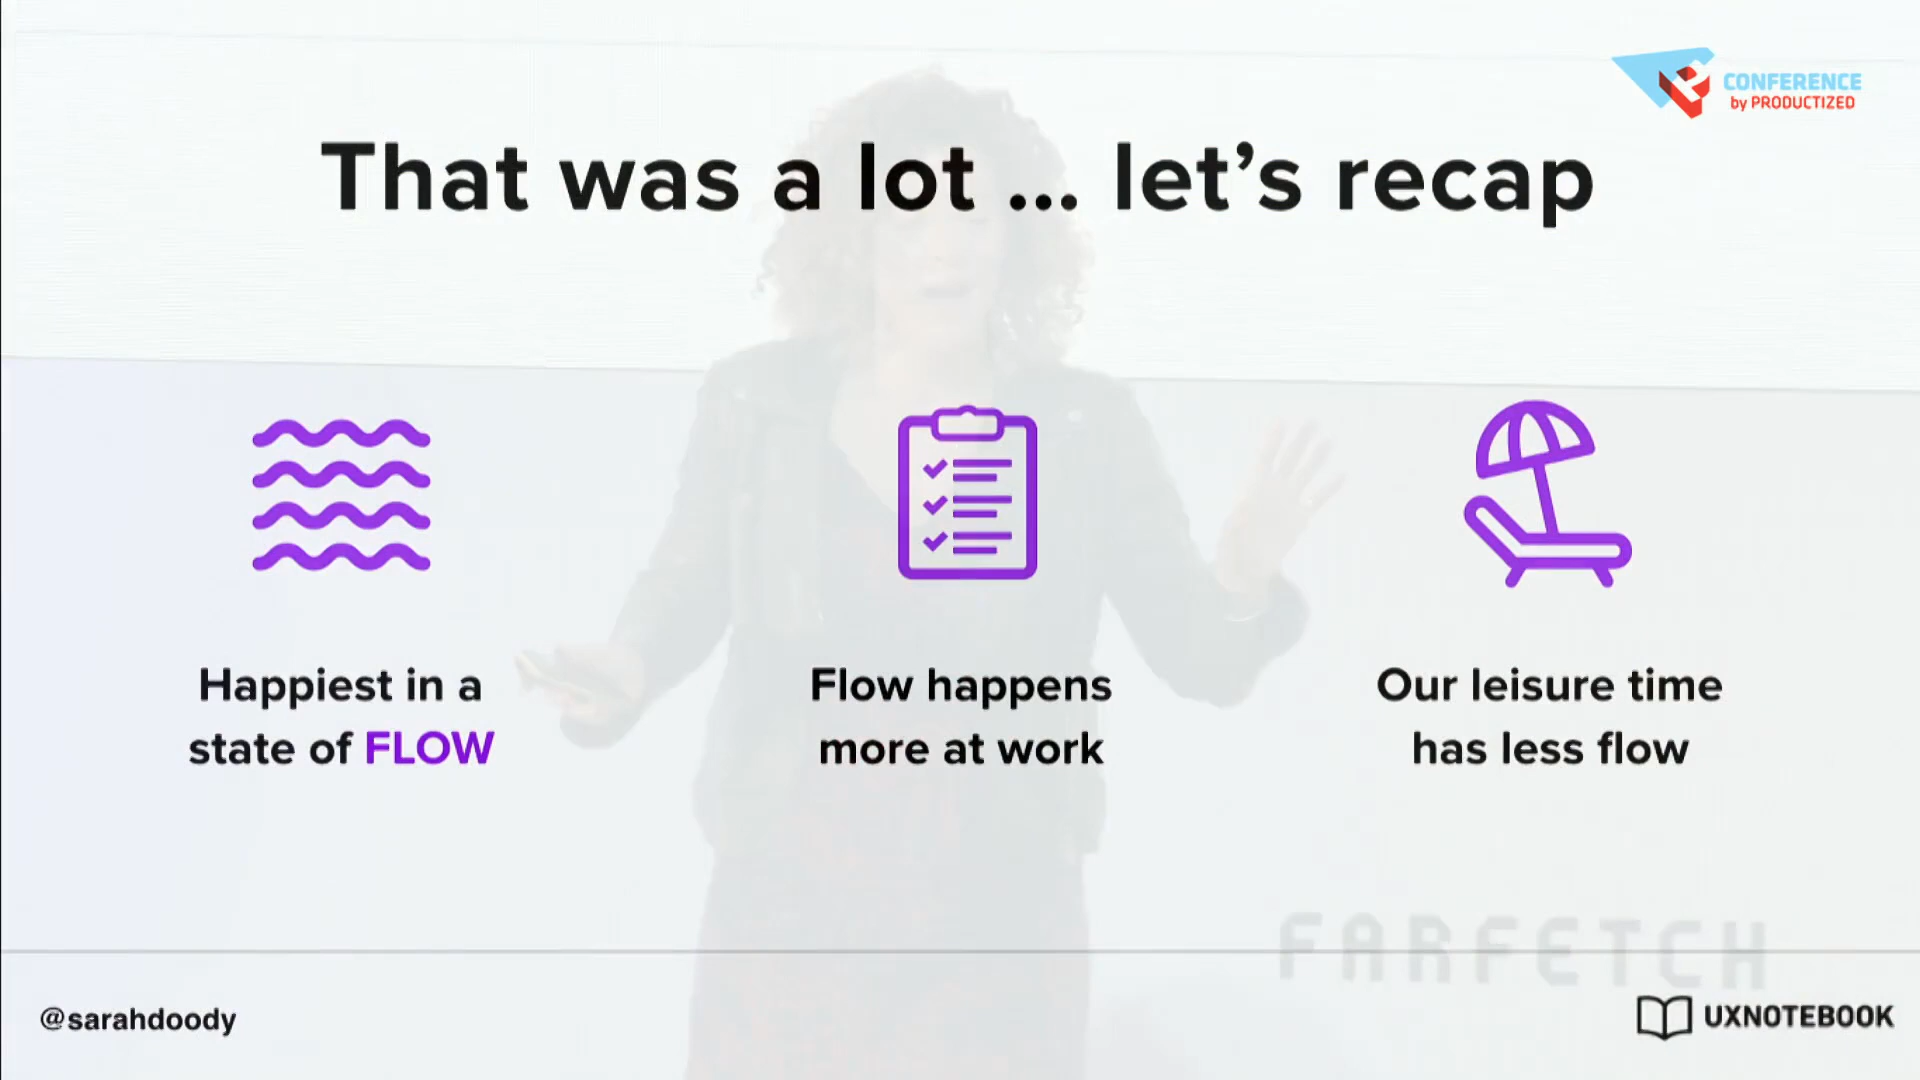 CONFERENCE
by PRODUCTIZED
That was a lot ... let's recap
Happiest in a
state of FLOW
Flow happens
more at work
Our leisure time
has less flow
FARFETCH
@sarahdoody
UXNOTEBOOK